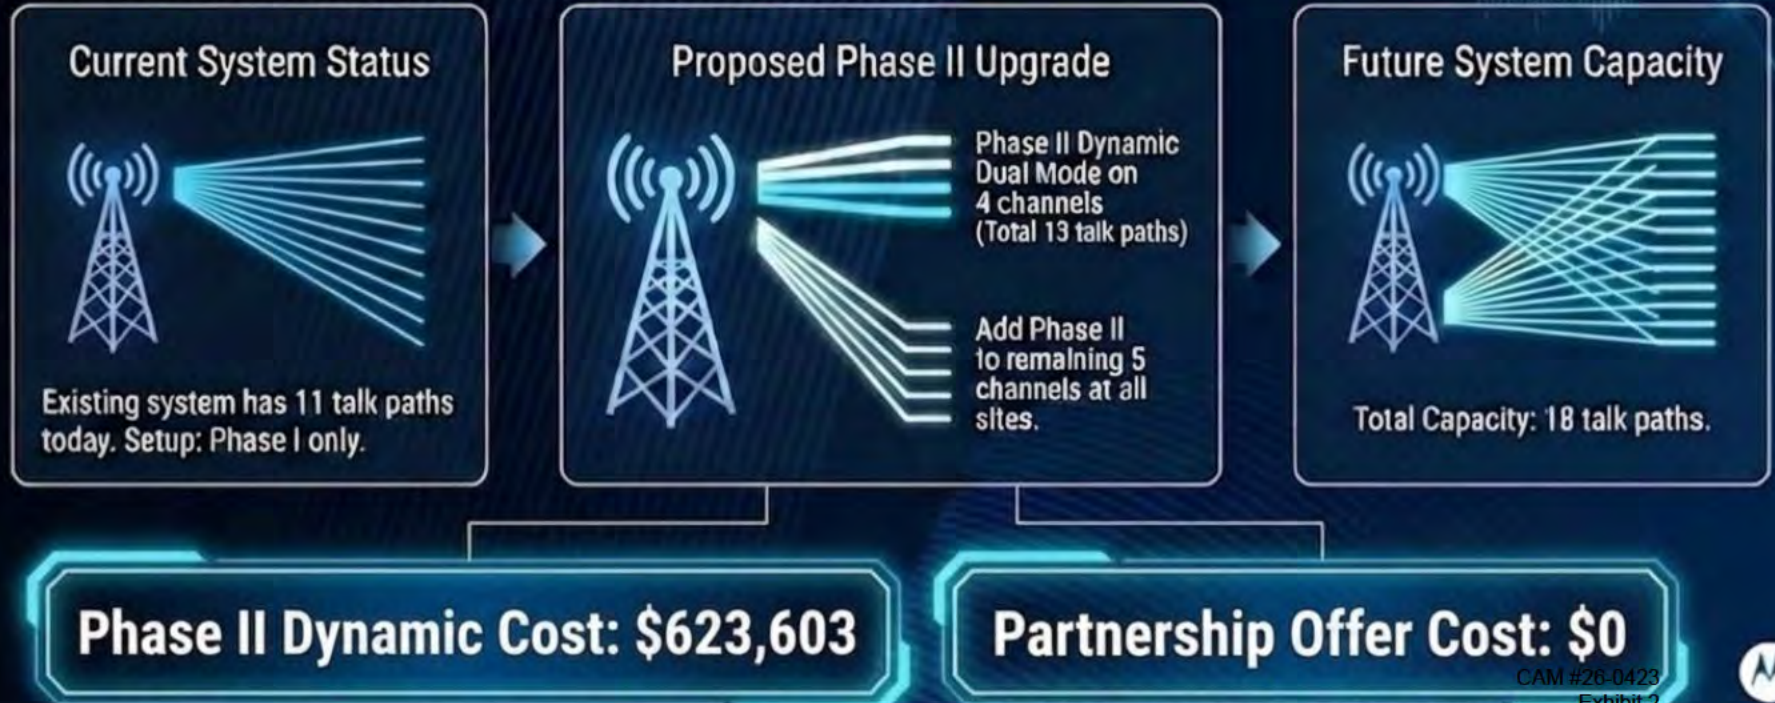 Current System Status
Existing system has 11 talk paths
today. Setup: Phase I only.
Proposed Phase II Upgrade
Phase II Dynamic
Dual Mode on
4 channels
(Total 13 talk paths)
Add Phase II
to remaining 5
channels at all
sites.
Future System Capacity
Total Capacity: 18 talk paths.
Phase II Dynamic Cost: $623,603
Partnership Offer Cost: $0
CAM #26-0423
Exhibit 2